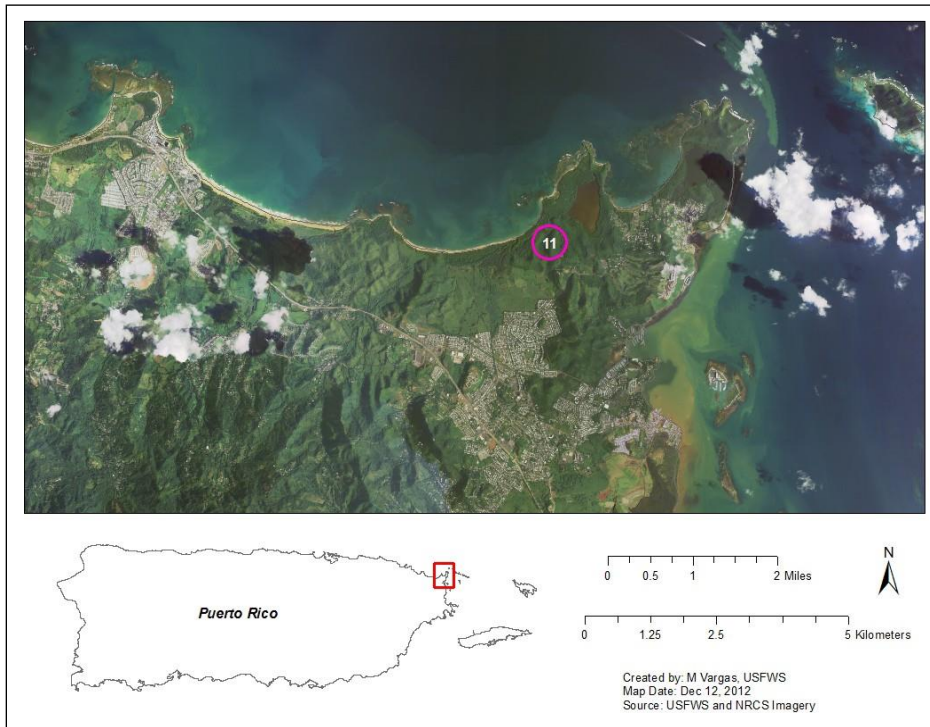 11
Puerto Rico
N
0 0.5 1 2 Miles
0 1.25 2.5 5 Kilometers
Created by: M Vargas, USFWS
Map Date: Dec 12, 2012
Source: USFWS and NRCS Imagery